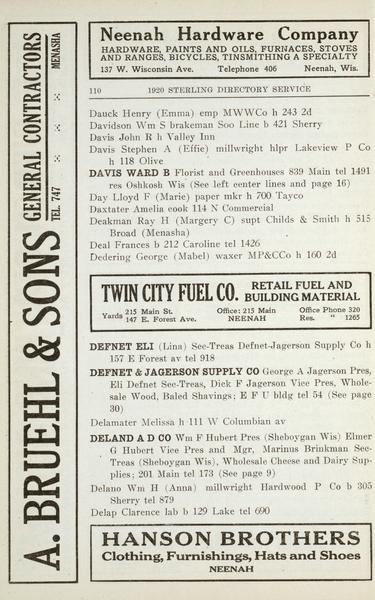 A. BRUEHL & SONS
GENERAL CONTRACTORS
TEL 747 MENASHA
Neenah Hardware Company
HARDWARE, PAINTS AND OILS, FURNACES, STOVES
AND RANGES, BICYCLES, TINSMITHING A SPECIALTY
137 W. Wisconsin Ave. Telephone 406 Neenah, Wis.
110 1920 STERLING DIRECTORY SERVICE
Dauck Henry (Emma) emp MWWCo h 243 2d
Davidson Wm S brakeman Soo Line b 421 Sherry
Davis John R h Valley Inn
Davis Stephen A (Effie) millwright hlpr Lakeview P Co
h 118 Olive
DAVIS WARD B Florist and Greenhouses 839 Main tel 1491
res Oshkosh Wis (See left center lines and page 16)
Day Lloyd F (Marie) paper mkr h 700 Tayco
Daxtater Amelia cook 114 N Commercial
Deakman Ray H (Margery C) supt Childs & Smith h 515
Broad (Menasha)
Deal Frances b 212 Caroline tel 1426
Dedering George (Mabel) waxer MP&CCo h 160 2d
TWIN CITY FUEL CO. RETAIL FUEL AND
BUILDING MATERIAL
Yards 215 Main St. Office: 215 Main Office Phone 320
147 E. Forest Ave. NEENAH Res. " 1265
DEFNET ELI (Lina) See-Treas Defnet-Jagerson Supply Co h
157 E Forest av tel 918
DEFNET & JAGERSON SUPPLY CO George A Jagerson Pres,
Eli Defnet See-Treas, Dick F Jagerson Vice Pres, Whole-
sale Wood, Baled Shavings; E F U bldg tel 54 (See page
30)
Delamater Melissa h 111 W Columbian av
DELAND A D CO Wm F Hubert Pres (Sheboygan Wis) Elmer
G Hubert Vice Pres and Mgr, Marinus Brinkman See-
Treas (Sheboygan Wis), Wholesale Cheese and Dairy Sup-
plies; 201 Main tel 173 (See page 9)
Delano Wm H (Anna) millwright Hardwood P Co b 305
Sherry tel 879
Delap Clarence lab b 129 Lake tel 690
HANSON BROTHERS
Clothing, Furnishings, Hats and Shoes
NEENAH